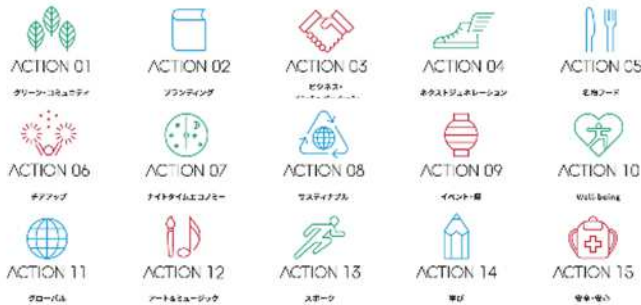 ACTION 01
ACTION 02
ACTION 03
ACTION 04
ACTION 05
グリーン・コミュニティ
ブランディング
ビジネス・
ネクストジェネレーション
名物フード
ACTION 06
ACTION 07
ACTION 08
ACTION 09
ACTION 10
チアアップ
ナイトタイムエコノミー
サスティナブル
イベント・祭
Well-being
ACTION 11
ACTION 12
ACTION 13
ACTION 14
ACTION 15
グローバル
アート&ミュージック
スポーツ
学び
安全・安心